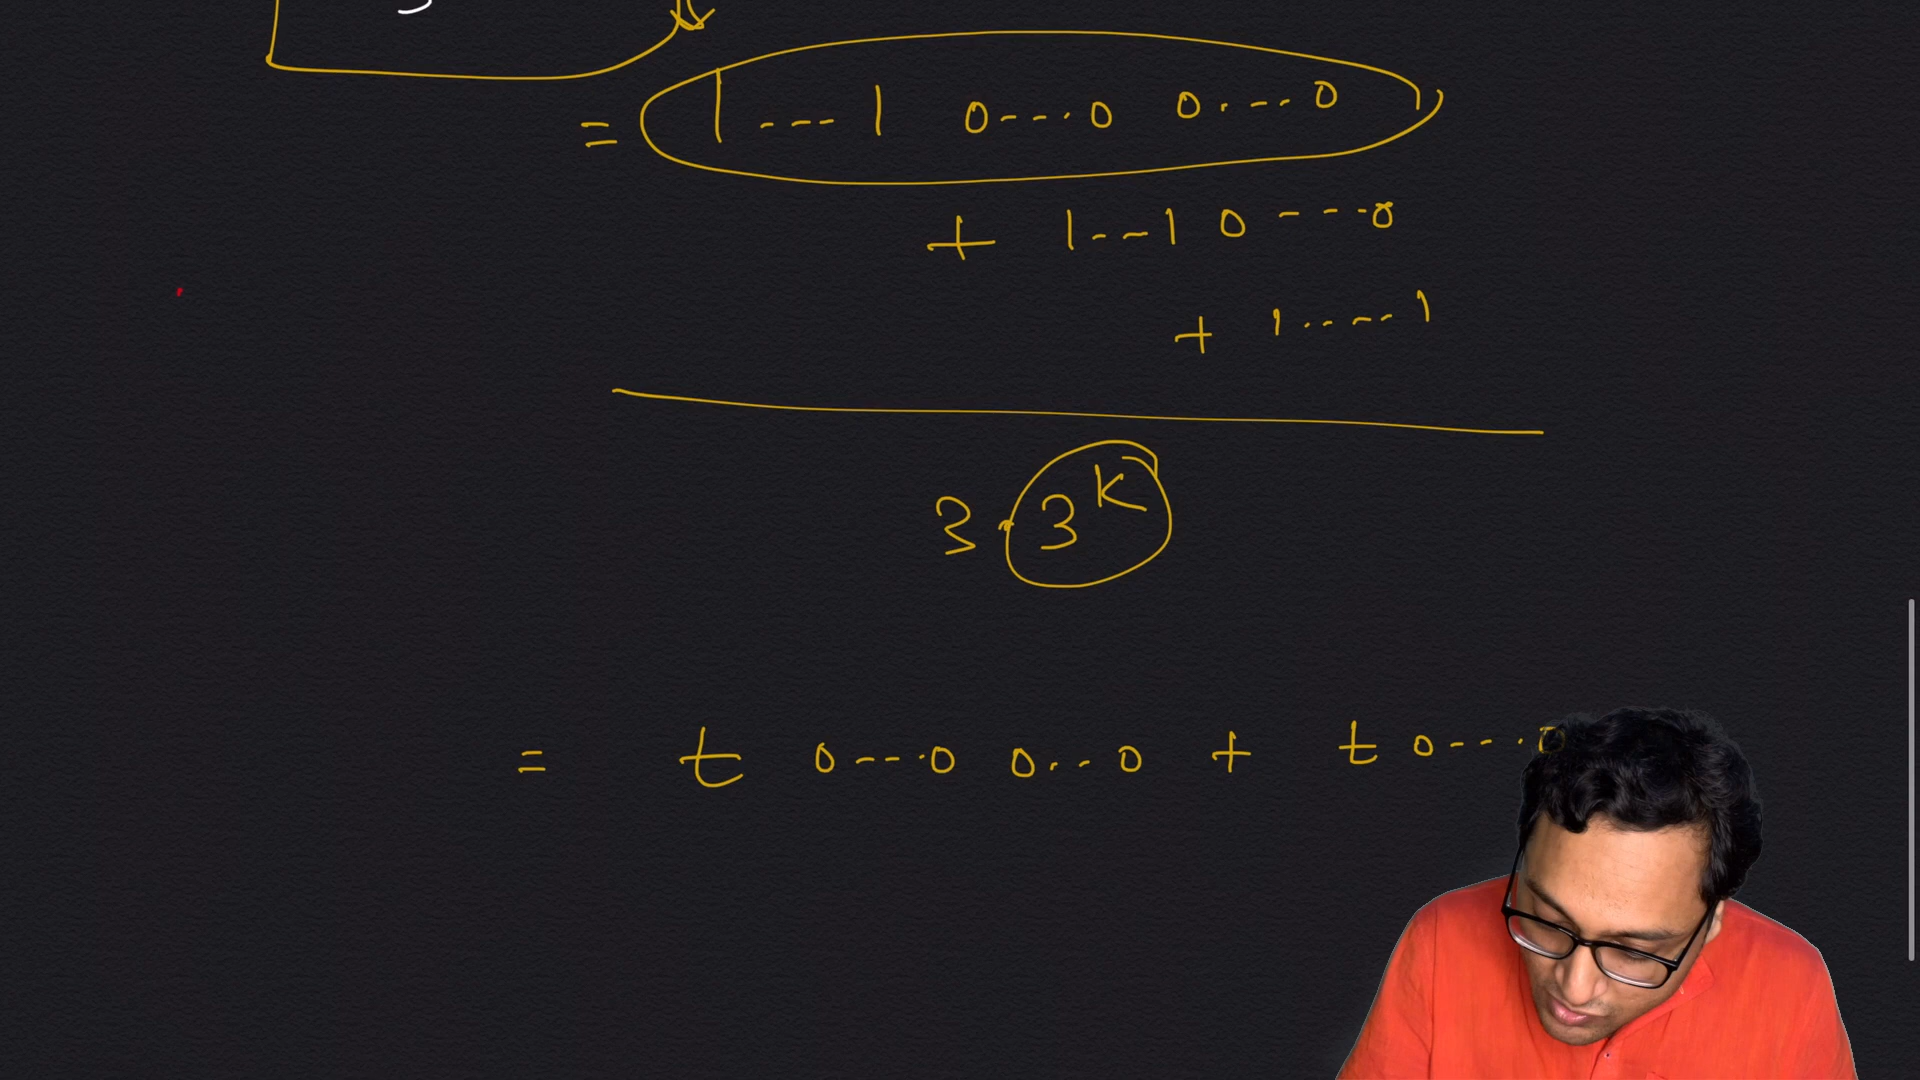 = 1 --- 1 0---.0 0.--.0
+ 1---1 0 ---.0
+ 1..--.1
3 . 3^K
= t 0---.0 0..-0 + t 0---.0